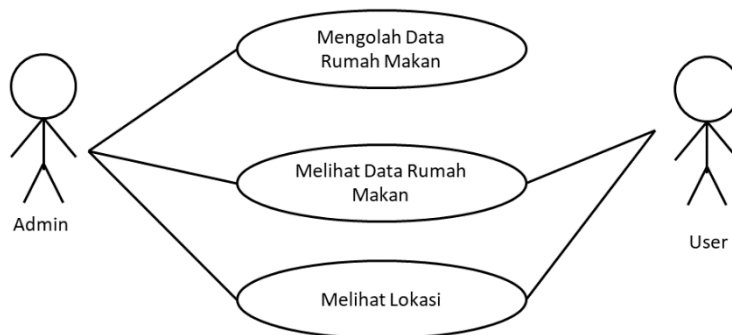 Mengolah Data
Rumah Makan
Melihat Data Rumah
Makan
Admin
User
Melihat Lokasi